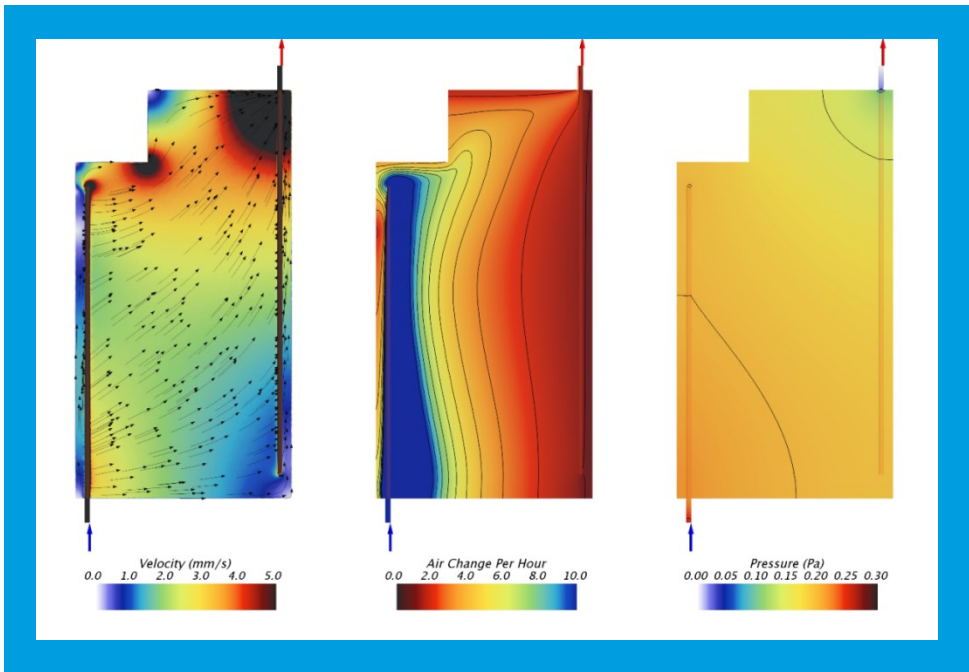 Velocity (mm/s)
0.0 1.0 2.0 3.0 4.0 5.0
Air Change Per Hour
0.0 2.0 4.0 6.0 8.0 10.0
Pressure (Pa)
0.00 0.05 0.10 0.15 0.20 0.25 0.30